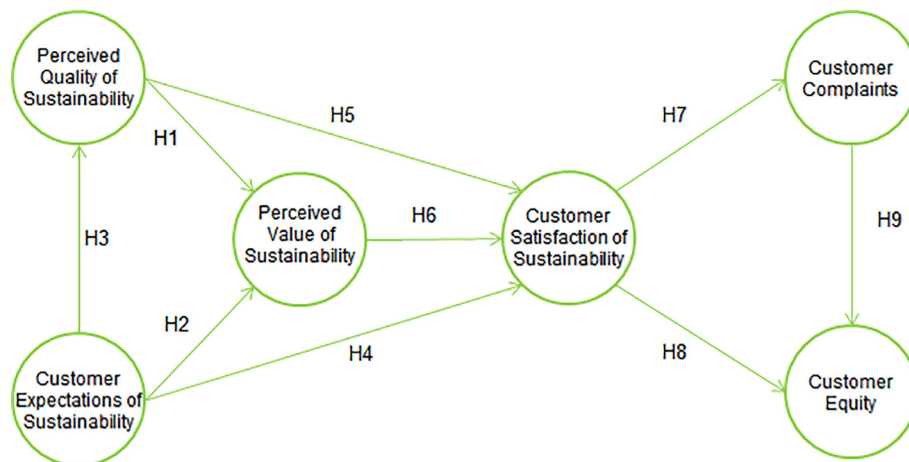 Perceived
Quality of
Sustainability
Customer
Complaints
H5
H7
H1
Perceived
Value of
Sustainability
H6
Customer
Satisfaction of
Sustainability
H3
H9
H2
H4
H8
Customer
Expectations of
Sustainability
Customer
Equity